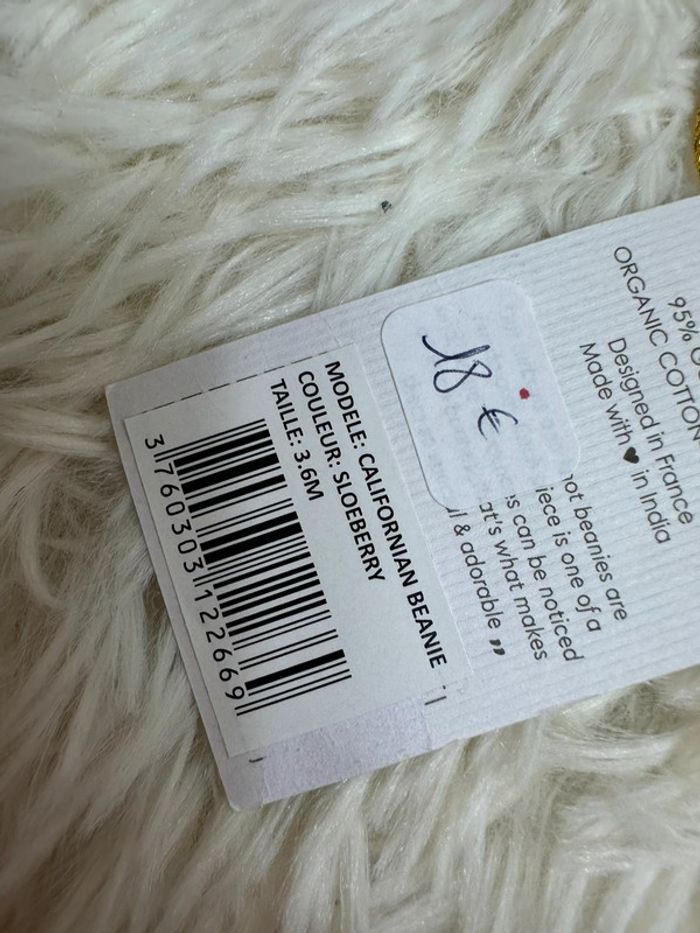 95%
ORGANIC COTTON
Designed in France
Made with ♥ in India
not beanies are
iece is one of a
s can be noticed
at's what makes
l & adorable ”
18 €
MODELE: CALIFORNIAN BEANIE
COULEUR: SLOEBERRY
TAILLE: 3.6M
3 760303 122669